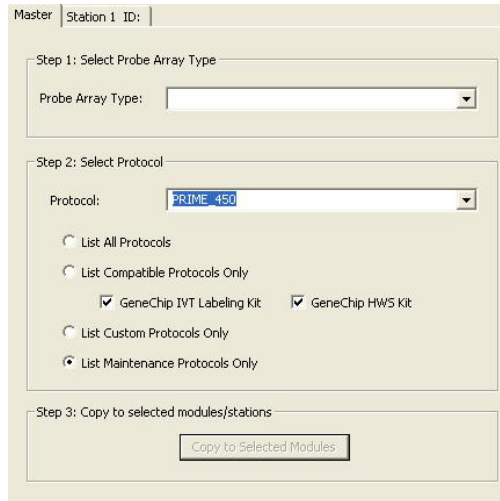 Master Station 1 ID:
Step 1: Select Probe Array Type
Probe Array Type:
Step 2: Select Protocol
Protocol: PRIME_450
List All Protocols
List Compatible Protocols Only
GeneChip IVT Labeling Kit GeneChip HWS Kit
List Custom Protocols Only
List Maintenance Protocols Only
Step 3: Copy to selected modules/stations
Copy to Selected Modules